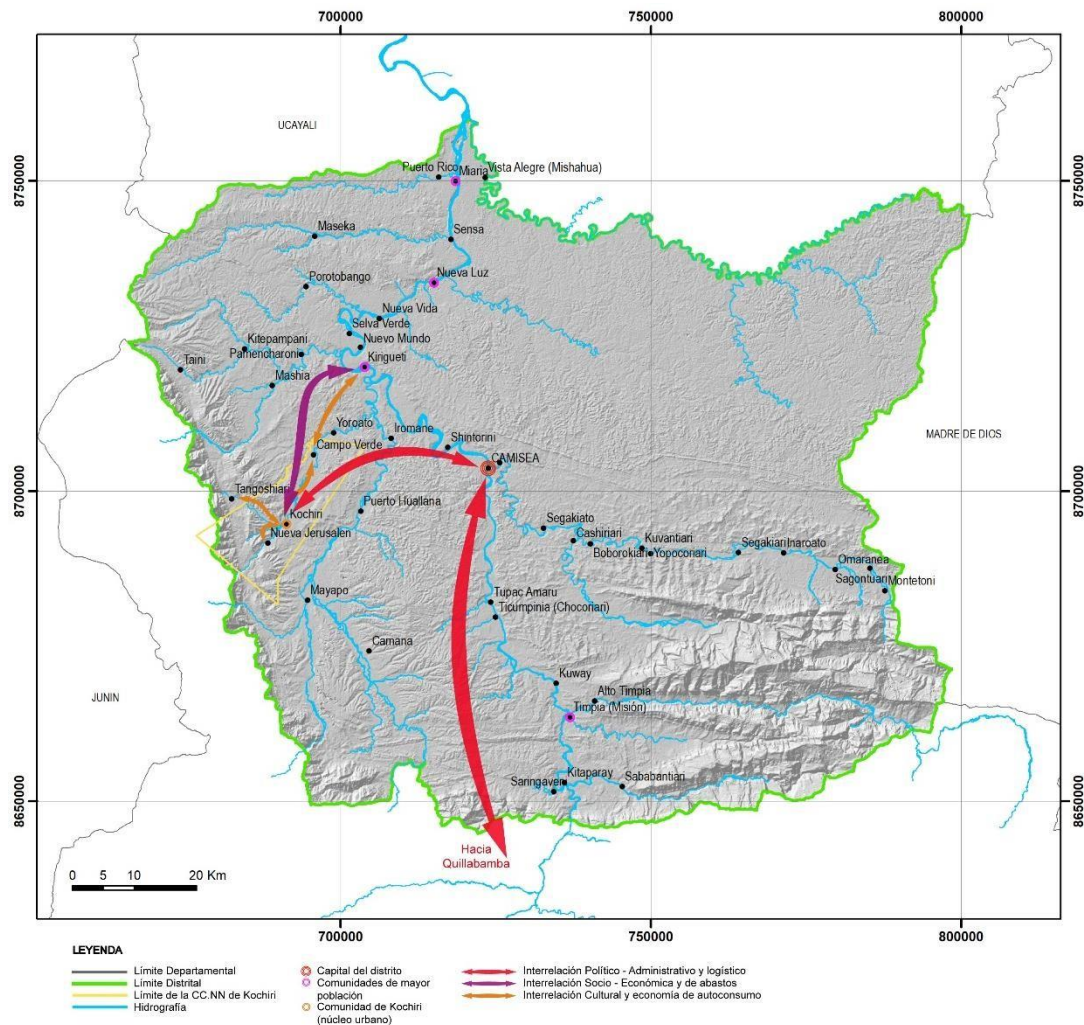 700000
750000
800000
UCAYALI
Puerto Rico
Miaria
Vista Alegre (Mishahua)
8750000
8750000
Maseka
Sensa
Nueva Luz
Porotobango
Nueva Vida
Selva Verde
Nuevo Mundo
Kitepampani
Pamencharoni
Kirigueti
Taini
Mashia
Yoroato
Iromane
Shintorini
MADRE DE DIOS
Campo Verde
CAMISEA
8700000
8700000
Tangoshiari
Puerto Huallana
Kochiri
Nueva Jerusalen
Segakiato
Cashiriari
Kuvantiari
Boborokiari
Yopoconari
Segakiari
Inaroato
Omaranea
Sagontuari
Montetoni
Mayapo
Tupac Amaru
Ticumpinia (Chocoriari)
Camana
Kuway
Alto Timpia
JUNIN
Timpia (Misión)
Kitaparay
Saringaveri
Sababantiari
8650000
8650000
Hacia
Quillabamba
0 5 10 20 Km
700000
750000
800000
LEYENDA
Límite Departamental
Límite Distrital
Límite de la CC.NN de Kochiri
Hidrografía
Capital del distrito
Comunidades de mayor
población
Comunidad de Kochiri
(núcleo urbano)
Interrelación Político - Administrativo y logístico
Interrelación Socio - Económica y de abastos
Interrelación Cultural y economía de autoconsumo